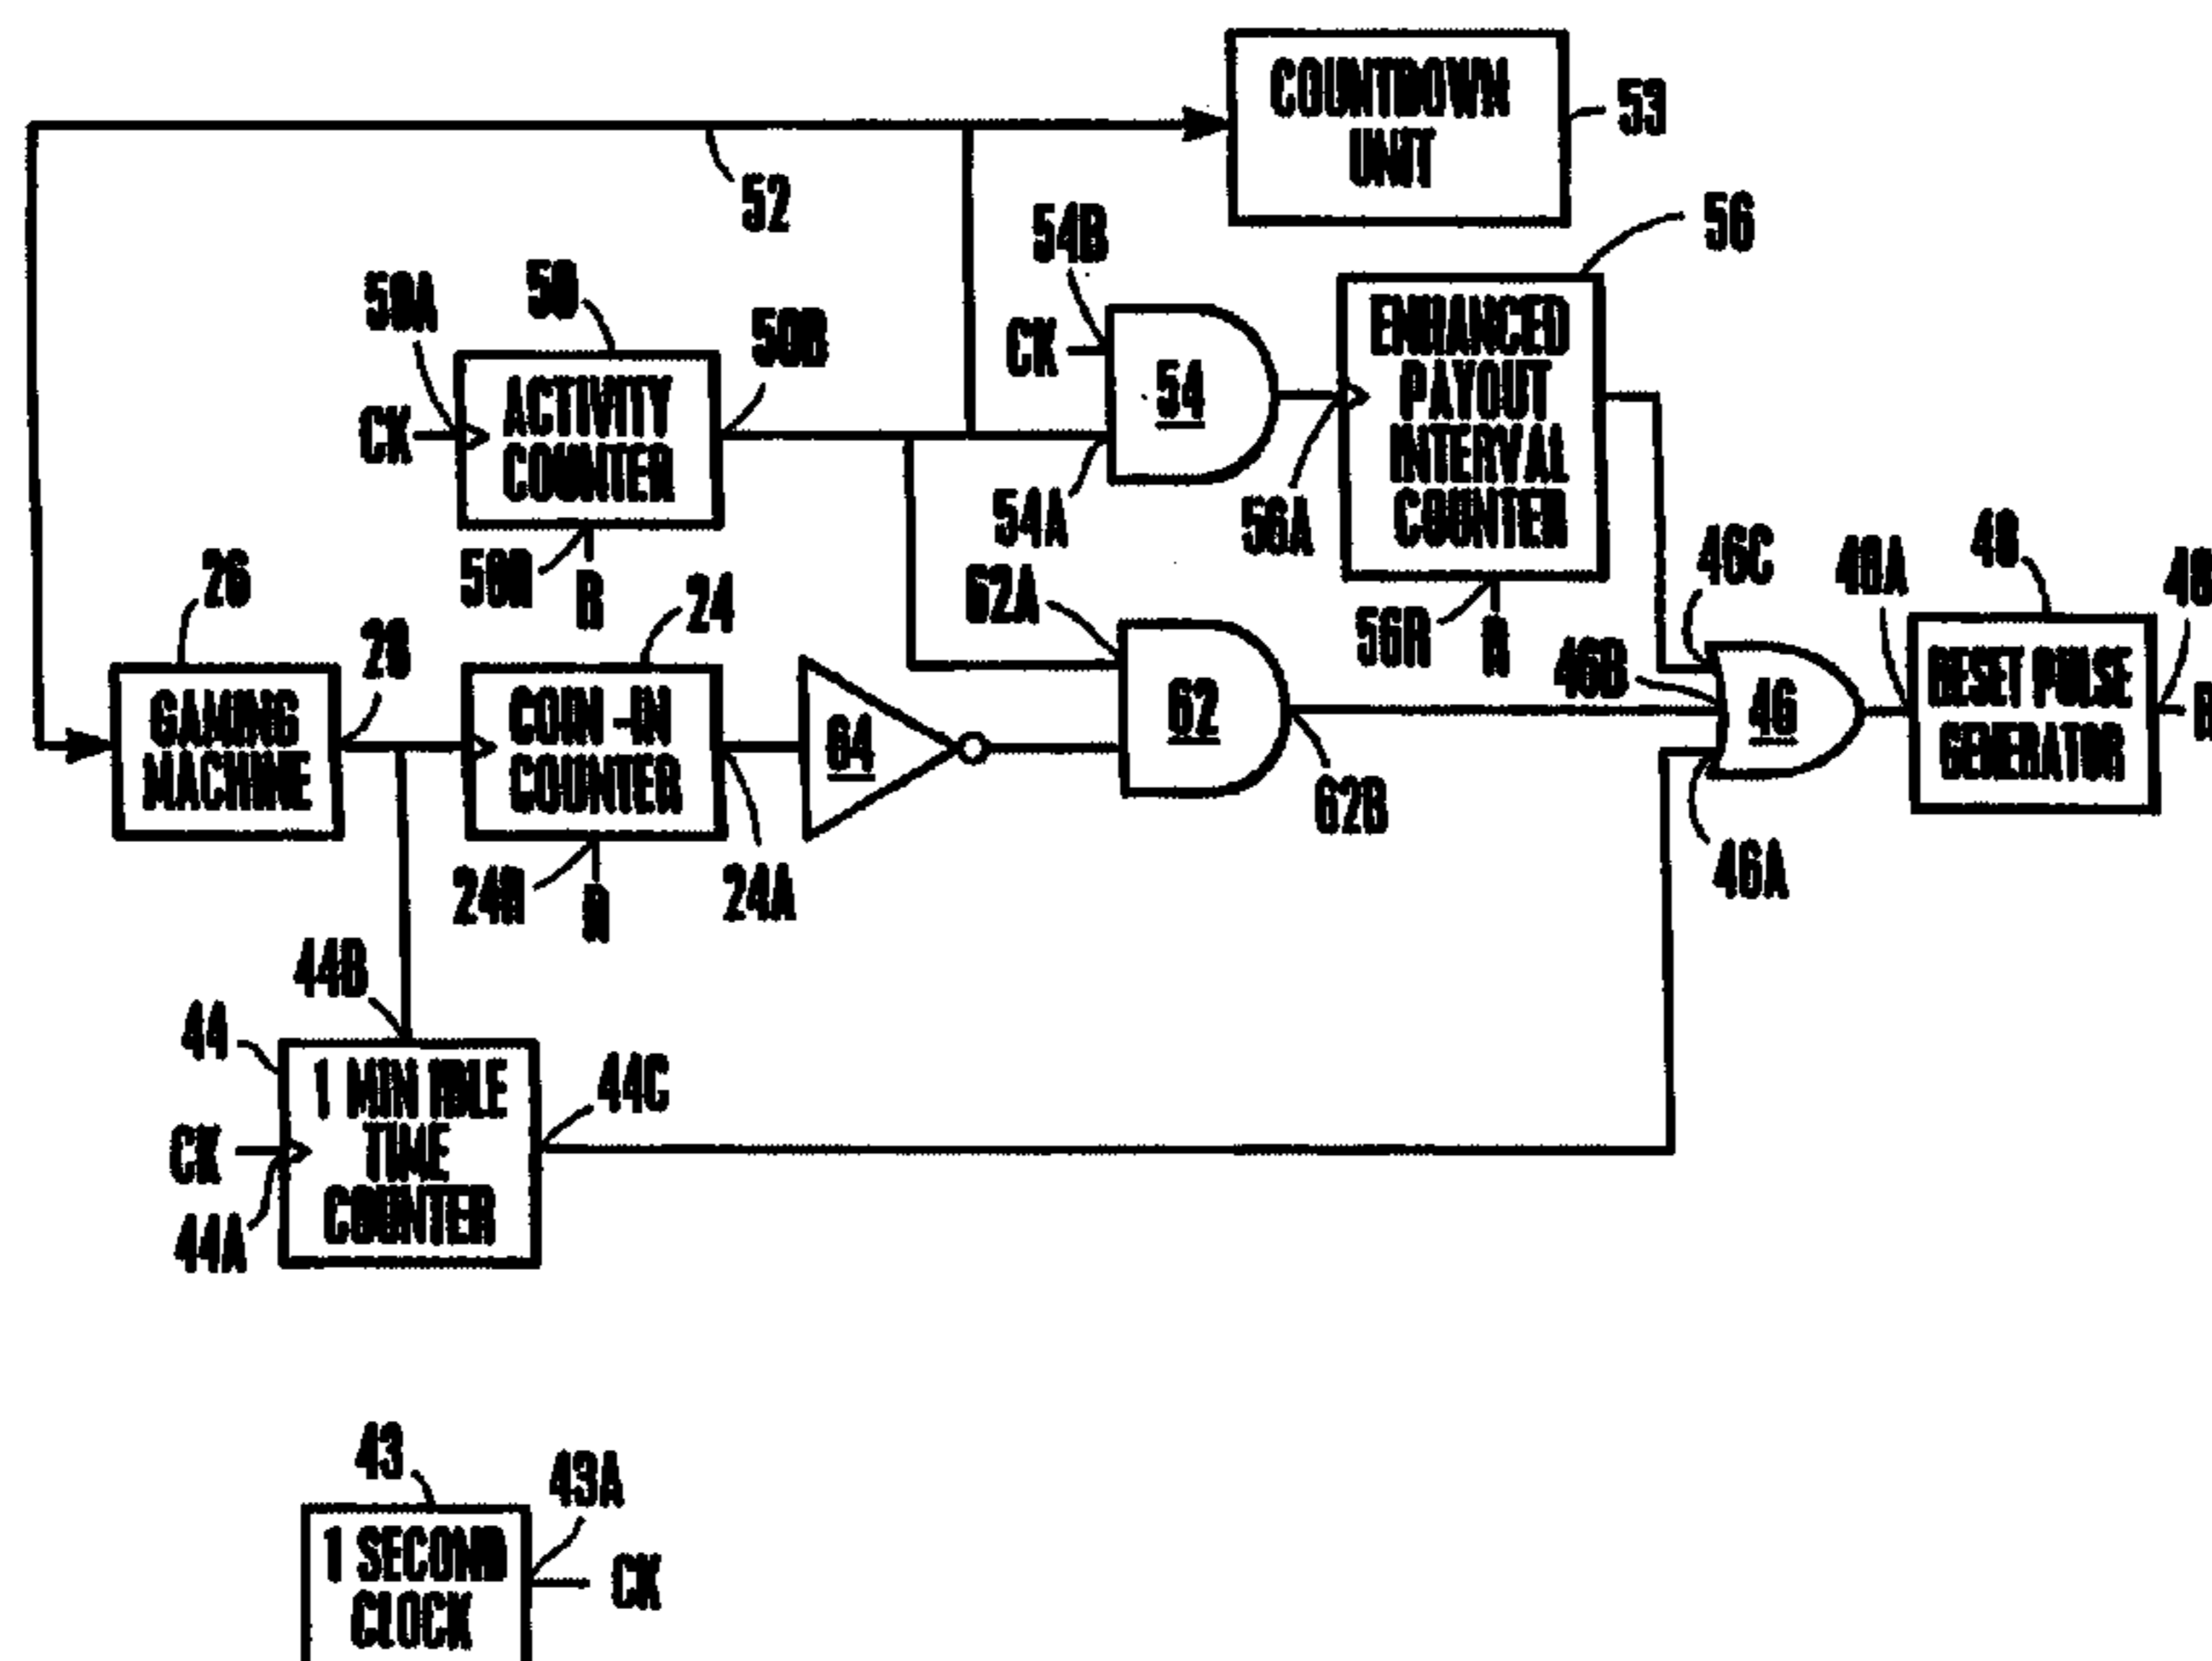 COUNTDOWN
UNIT
53
52
54B
56
50A
50
50B
CK
54
ENHANCED
PAYOUT
INTERVAL
COUNTER
CK
ACTIVITY
COUNTER
54A
56A
50R
R
26
28
24
62A
56R
R
46C
46B
48A
48
48
GAMING
MACHINE
COIN-IN
COUNTER
64
62
46
RESET PULSE
GENERATOR
R
62B
46A
24R
R
24A
44B
44
44C
1 MIN IDLE
TIME
COUNTER
CK
44A
43
43A
1 SECOND
CLOCK
CK